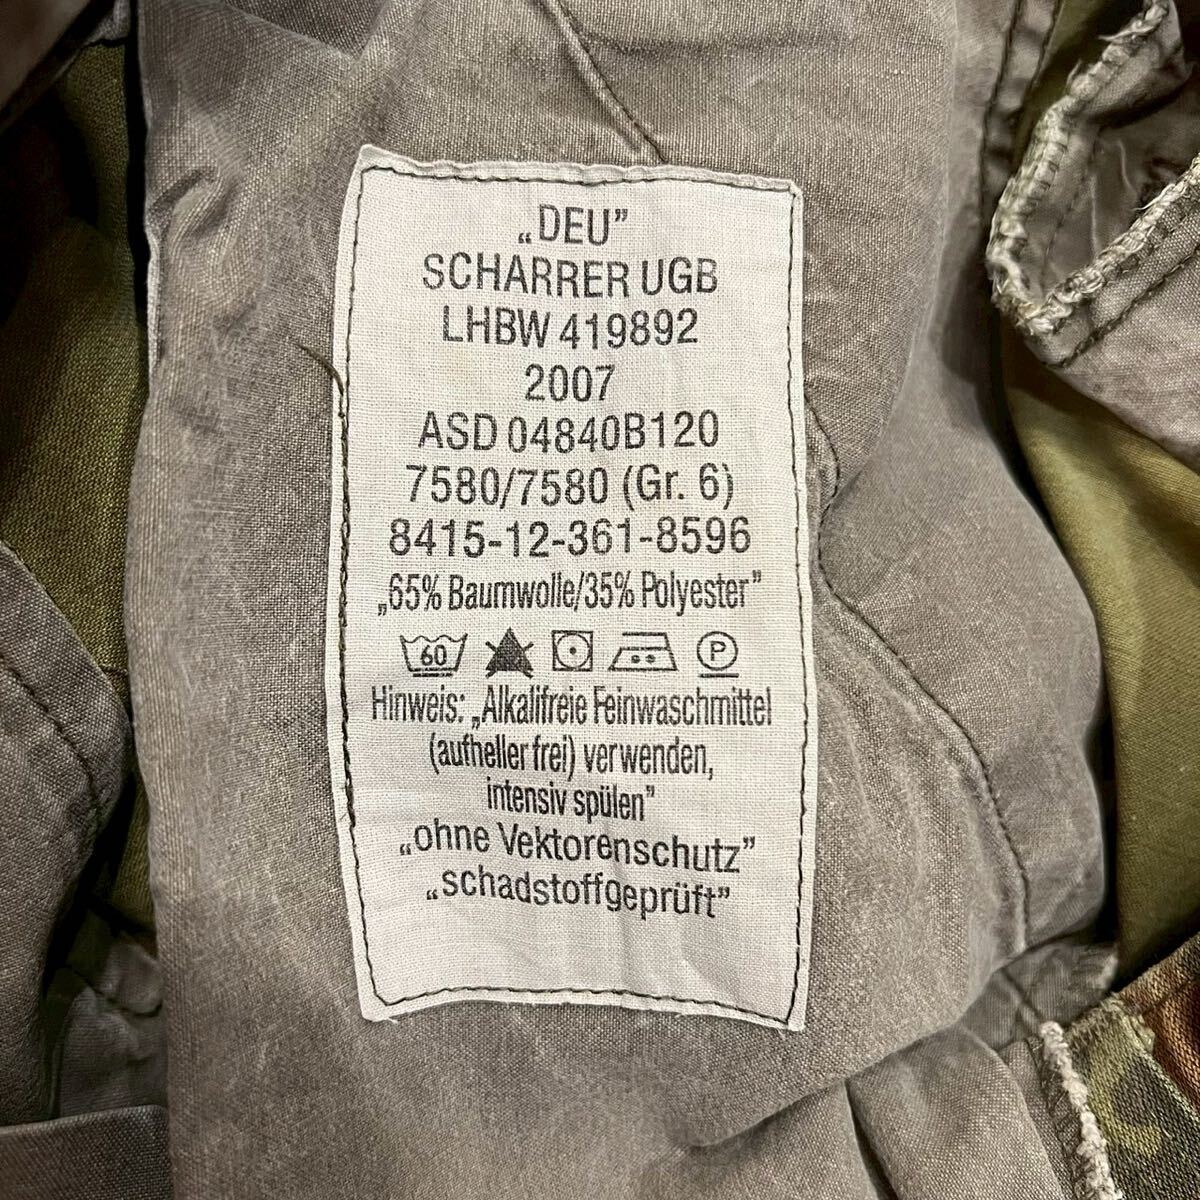 „DEU”
SCHARRER UGB
LHBW 419892
2007
ASD 04840B120
7580/7580 (Gr. 6)
8415-12-361-8596
„65% Baumwolle/35% Polyester”
60 P
Hinweis: „Alkalifreie Feinwaschmittel
(aufheller frei) verwenden,
intensiv spülen”
„ohne Vektorenschutz”
„schadstoffgeprüft”